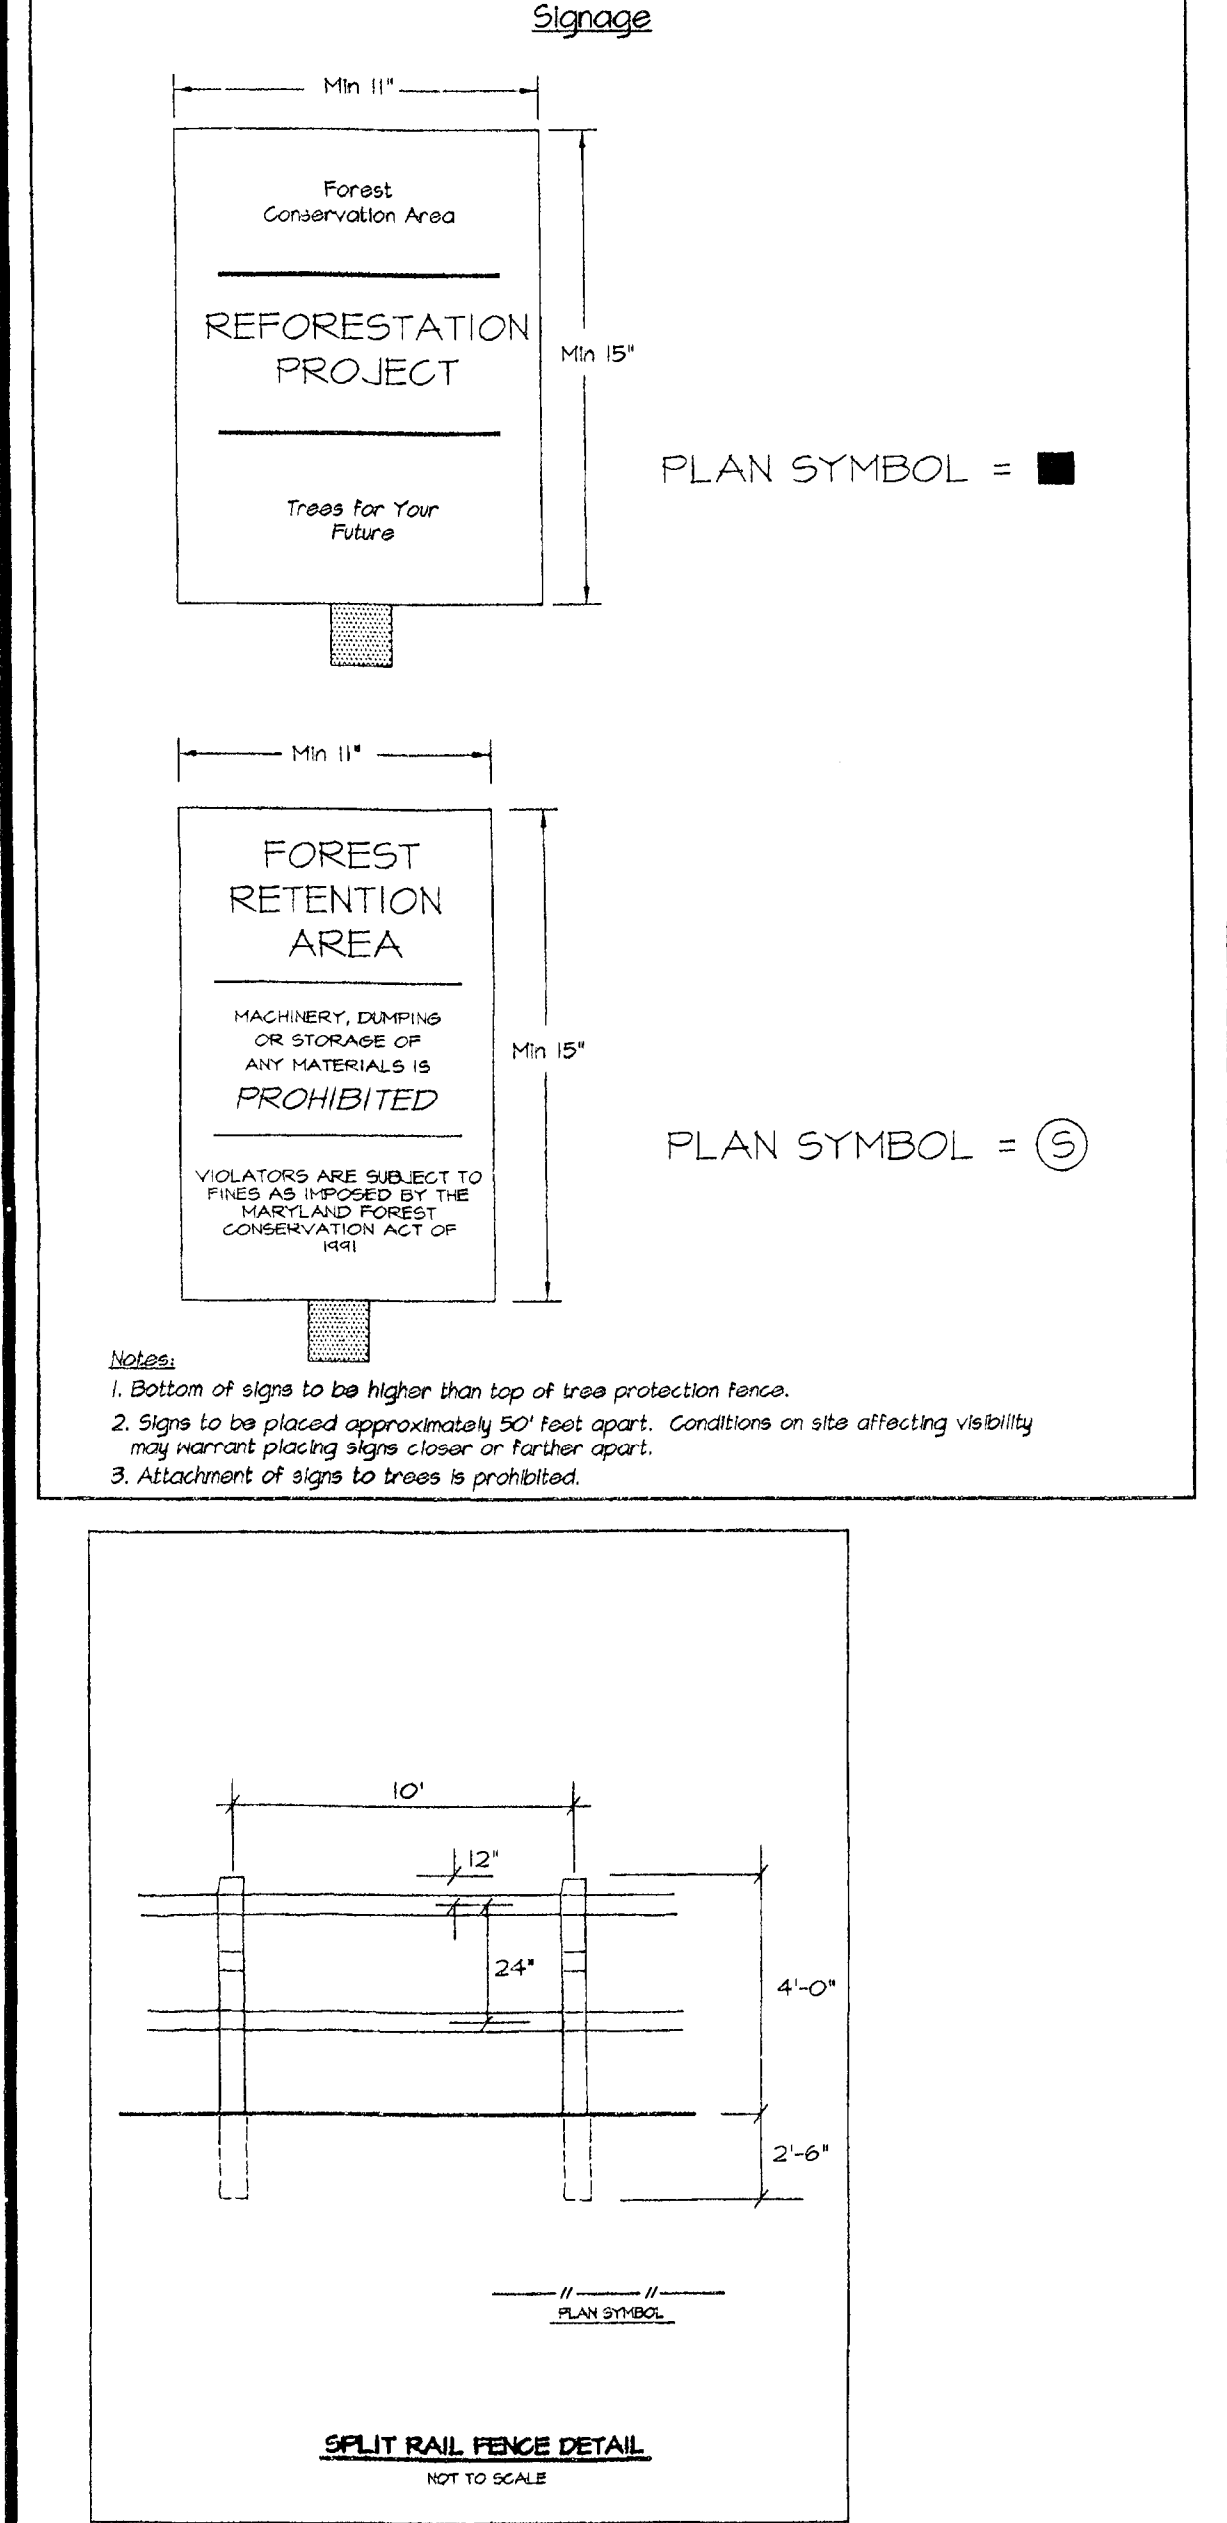 Signage
Min 11"
Forest
Conservation Area
REFORESTATION
PROJECT
Min 15"
PLAN SYMBOL =
Trees for Your
Future
Min 11"
FOREST
RETENTION
AREA
MACHINERY, DUMPING
OR STORAGE OF
ANY MATERIALS IS
PROHIBITED
Min 15"
PLAN SYMBOL = S
VIOLATORS ARE SUBJECT TO
FINES AS IMPOSED BY THE
MARYLAND FOREST
CONSERVATION ACT OF
1991
Notes:
1. Bottom of signs to be higher than top of tree protection fence.
2. Signs to be placed approximately 50' feet apart. Conditions on site affecting visibility
may warrant placing signs closer or farther apart.
3. Attachment of signs to trees is prohibited.
10'
12"
24"
4'-0"
2'-6"
PLAN SYMBOL
SPLIT RAIL FENCE DETAIL
NOT TO SCALE